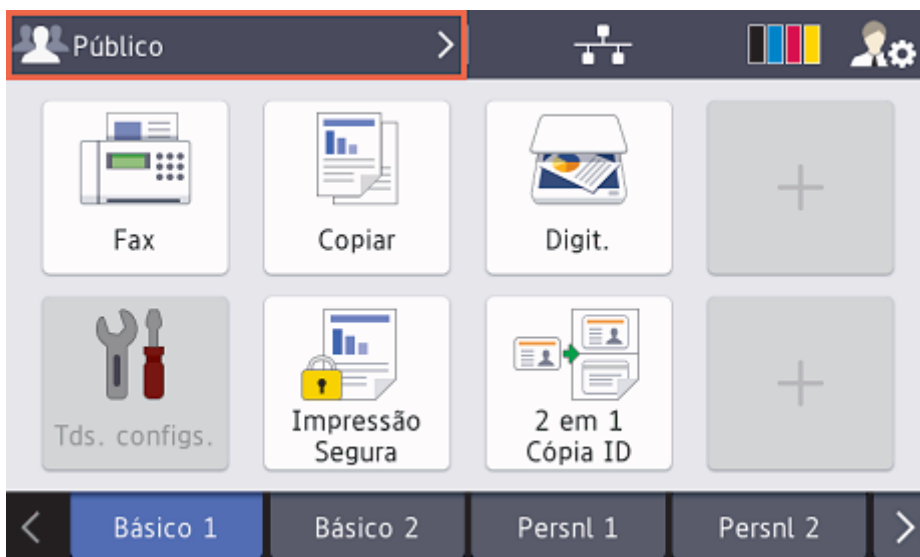 Público
Fax
Copiar
Digit.
Tds. configs.
Impressão
Segura
2 em 1
Cópia ID
Básico 1
Básico 2
Persnl 1
Persnl 2